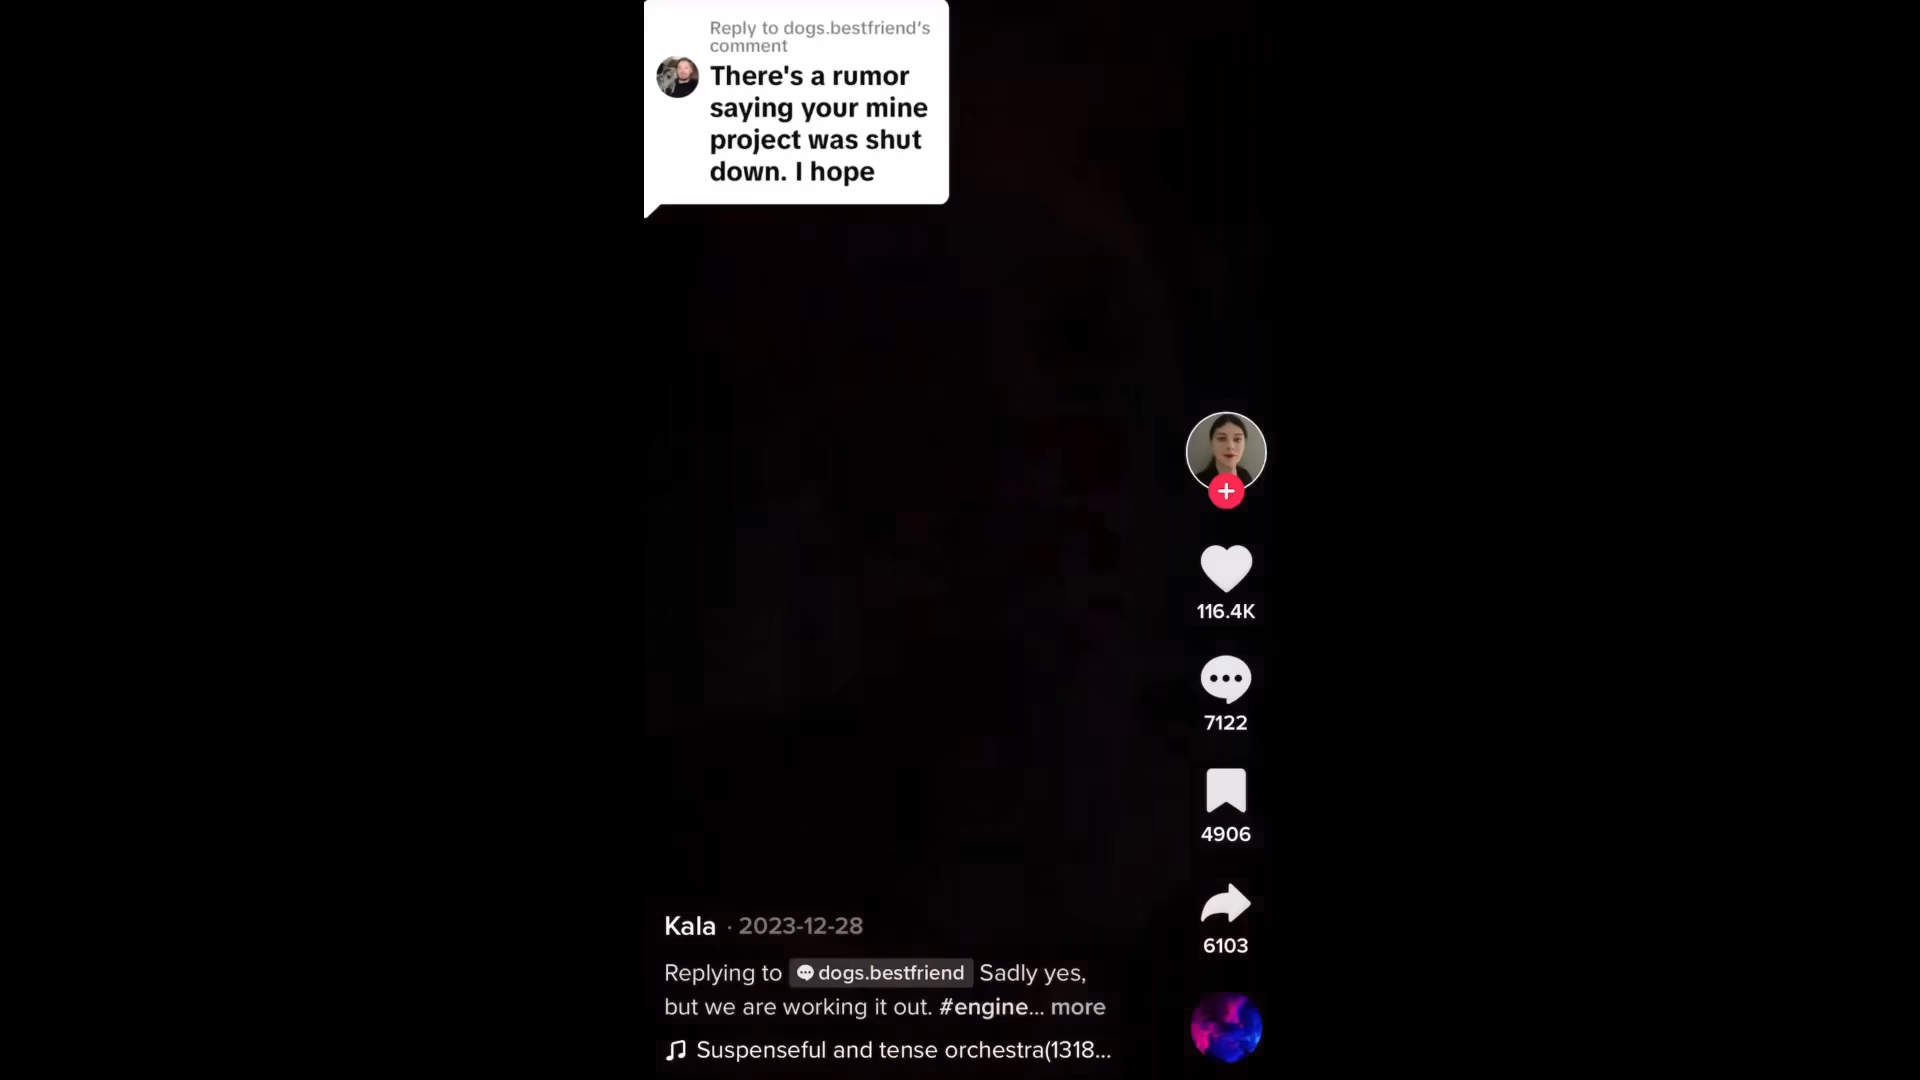 Reply to dogs.bestfriend's
comment
There's a rumor
saying your mine
project was shut
down. I hope
116.4K
7122
4906
6103
Kala · 2023-12-28
Replying to dogs.bestfriend Sadly yes,
but we are working it out. #engine... more
Suspenseful and tense orchestra(1318...